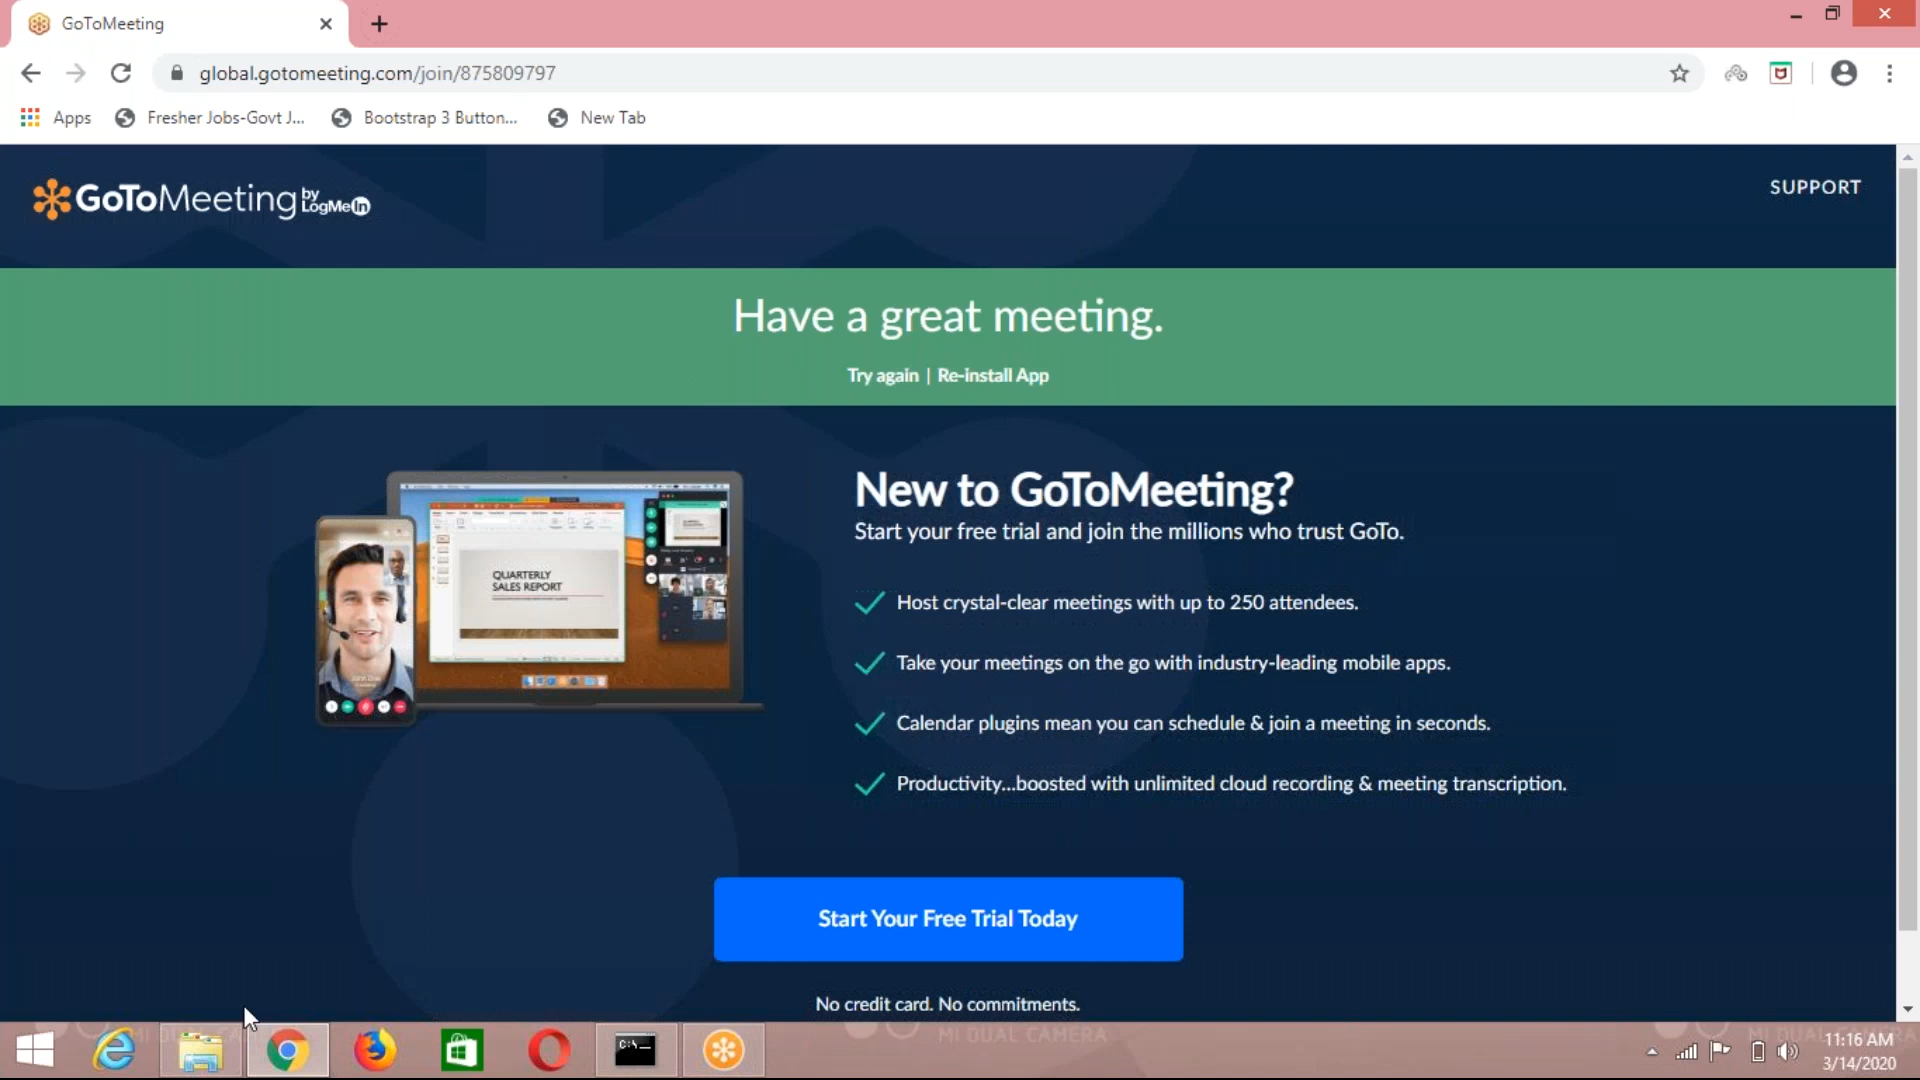 GoToMeeting
global.gotomeeting.com/join/875809797
Apps
Fresher Jobs-Govt J...
Bootstrap 3 Button...
New Tab
GoToMeeting by LogMeIn
SUPPORT
Have a great meeting.
Try again | Re-install App
QUARTERLY
SALES REPORT
New to GoToMeeting?
Start your free trial and join the millions who trust GoTo.
Host crystal-clear meetings with up to 250 attendees.
Take your meetings on the go with industry-leading mobile apps.
Calendar plugins mean you can schedule & join a meeting in seconds.
Productivity...boosted with unlimited cloud recording & meeting transcription.
Start Your Free Trial Today
No credit card. No commitments.
MI DUAL CAMERA
C:\_
11:16 AM
3/14/2020